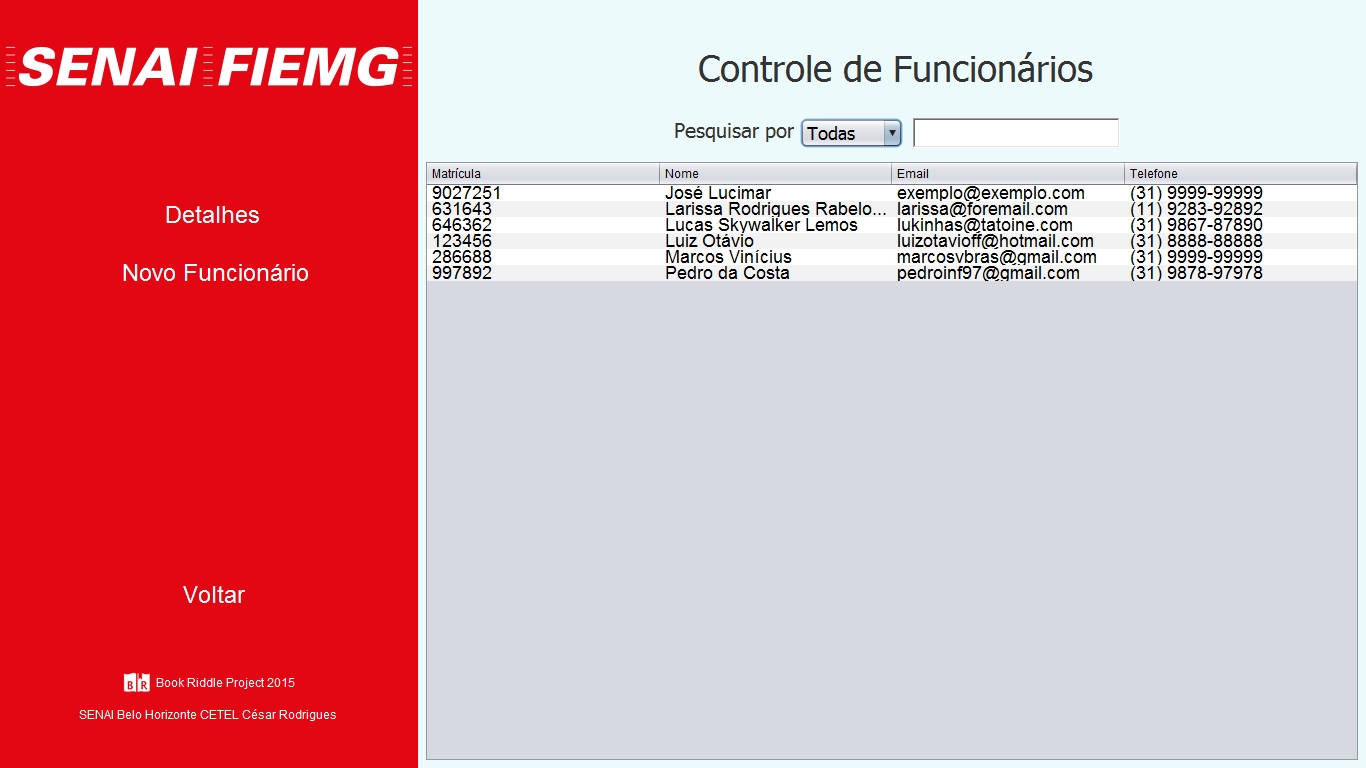 SENAI FIEMG
Detalhes
Novo Funcionário
Voltar
BR Book Riddle Project 2015
SENAI Belo Horizonte CETEL César Rodrigues
Controle de Funcionários
Pesquisar por Todas
Matrícula Nome Email Telefone
9027251 José Lucimar exemplo@exemplo.com (31) 9999-99999
631643 Larissa Rodrigues Rabelo... larissa@foremail.com (11) 9283-92892
646362 Lucas Skywalker Lemos lukinhas@tatoine.com (31) 9867-87890
123456 Luiz Otávio luizotavioff@hotmail.com (31) 8888-88888
286688 Marcos Vinícius marcosvbras@gmail.com (31) 9999-99999
997892 Pedro da Costa pedroinf97@gmail.com (31) 9878-97978